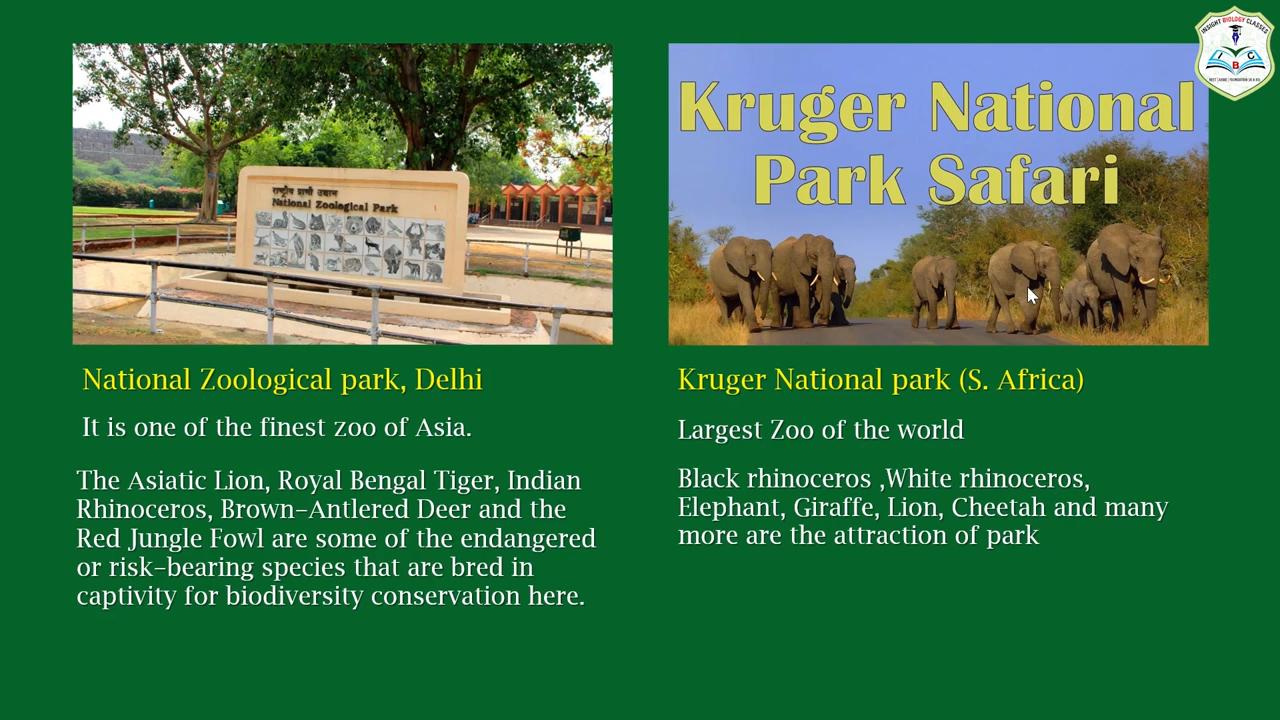 INSIGHT BIOLOGY CLASSES
I B C
राष्ट्रीय प्राणी उद्यान
National Zoological Park
Kruger National
Park Safari
National Zoological park, Delhi
It is one of the finest zoo of Asia.
The Asiatic Lion, Royal Bengal Tiger, Indian
Rhinoceros, Brown-Antlered Deer and the
Red Jungle Fowl are some of the endangered
or risk-bearing species that are bred in
captivity for biodiversity conservation here.
Kruger National park (S. Africa)
Largest Zoo of the world
Black rhinoceros ,White rhinoceros,
Elephant, Giraffe, Lion, Cheetah and many
more are the attraction of park